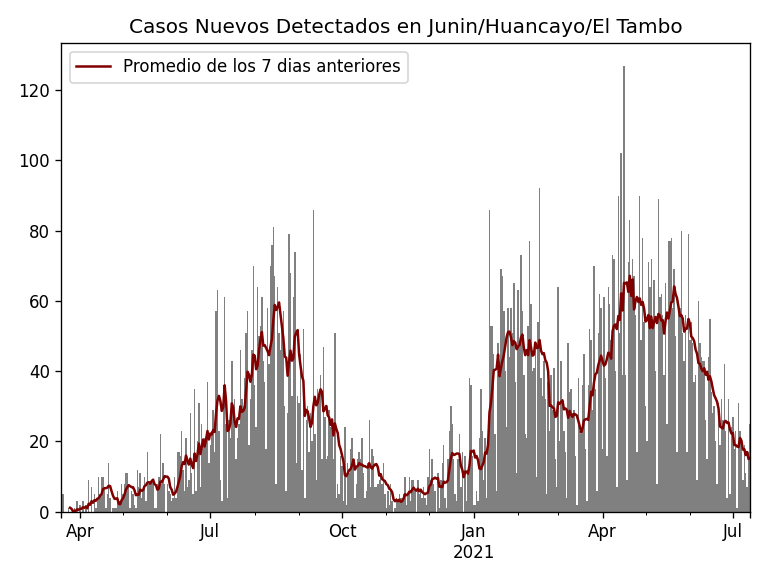 Casos Nuevos Detectados en Junin/Huancayo/El Tambo
Promedio de los 7 dias anteriores
120
100
80
60
40
20
0
Apr Jul Oct Jan Apr Jul
2021